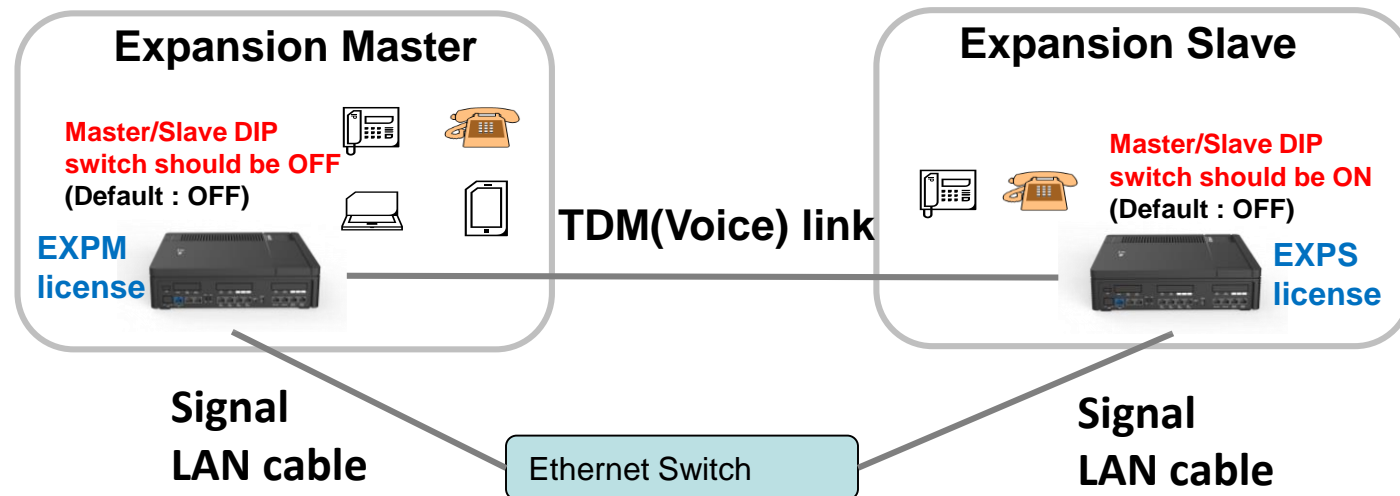 Expansion Master
Master/Slave DIP
switch should be OFF
(Default : OFF)
EXPM
license
TDM(Voice) link
Expansion Slave
Master/Slave DIP
switch should be ON
(Default : OFF)
EXPS
license
Signal
LAN cable
Ethernet Switch
Signal
LAN cable